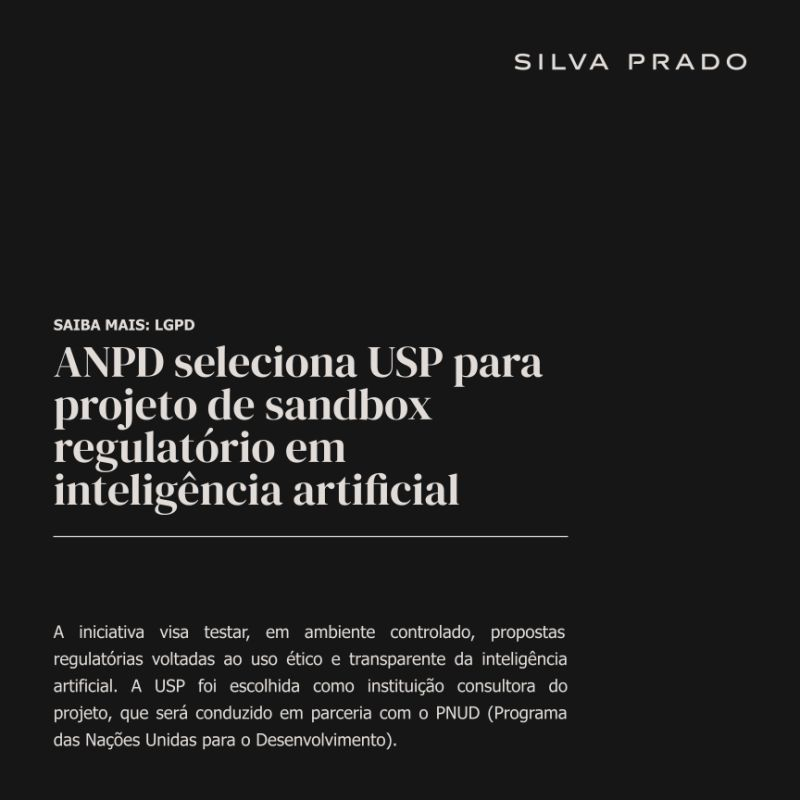 SILVA PRADO
SAIBA MAIS: LGPD
ANPD seleciona USP para
projeto de sandbox
regulatório em
inteligência artificial
A iniciativa visa testar, em ambiente controlado, propostas
regulatórias voltadas ao uso ético e transparente da inteligência
artificial. A USP foi escolhida como instituição consultora do
projeto, que será conduzido em parceria com o PNUD (Programa
das Nações Unidas para o Desenvolvimento).